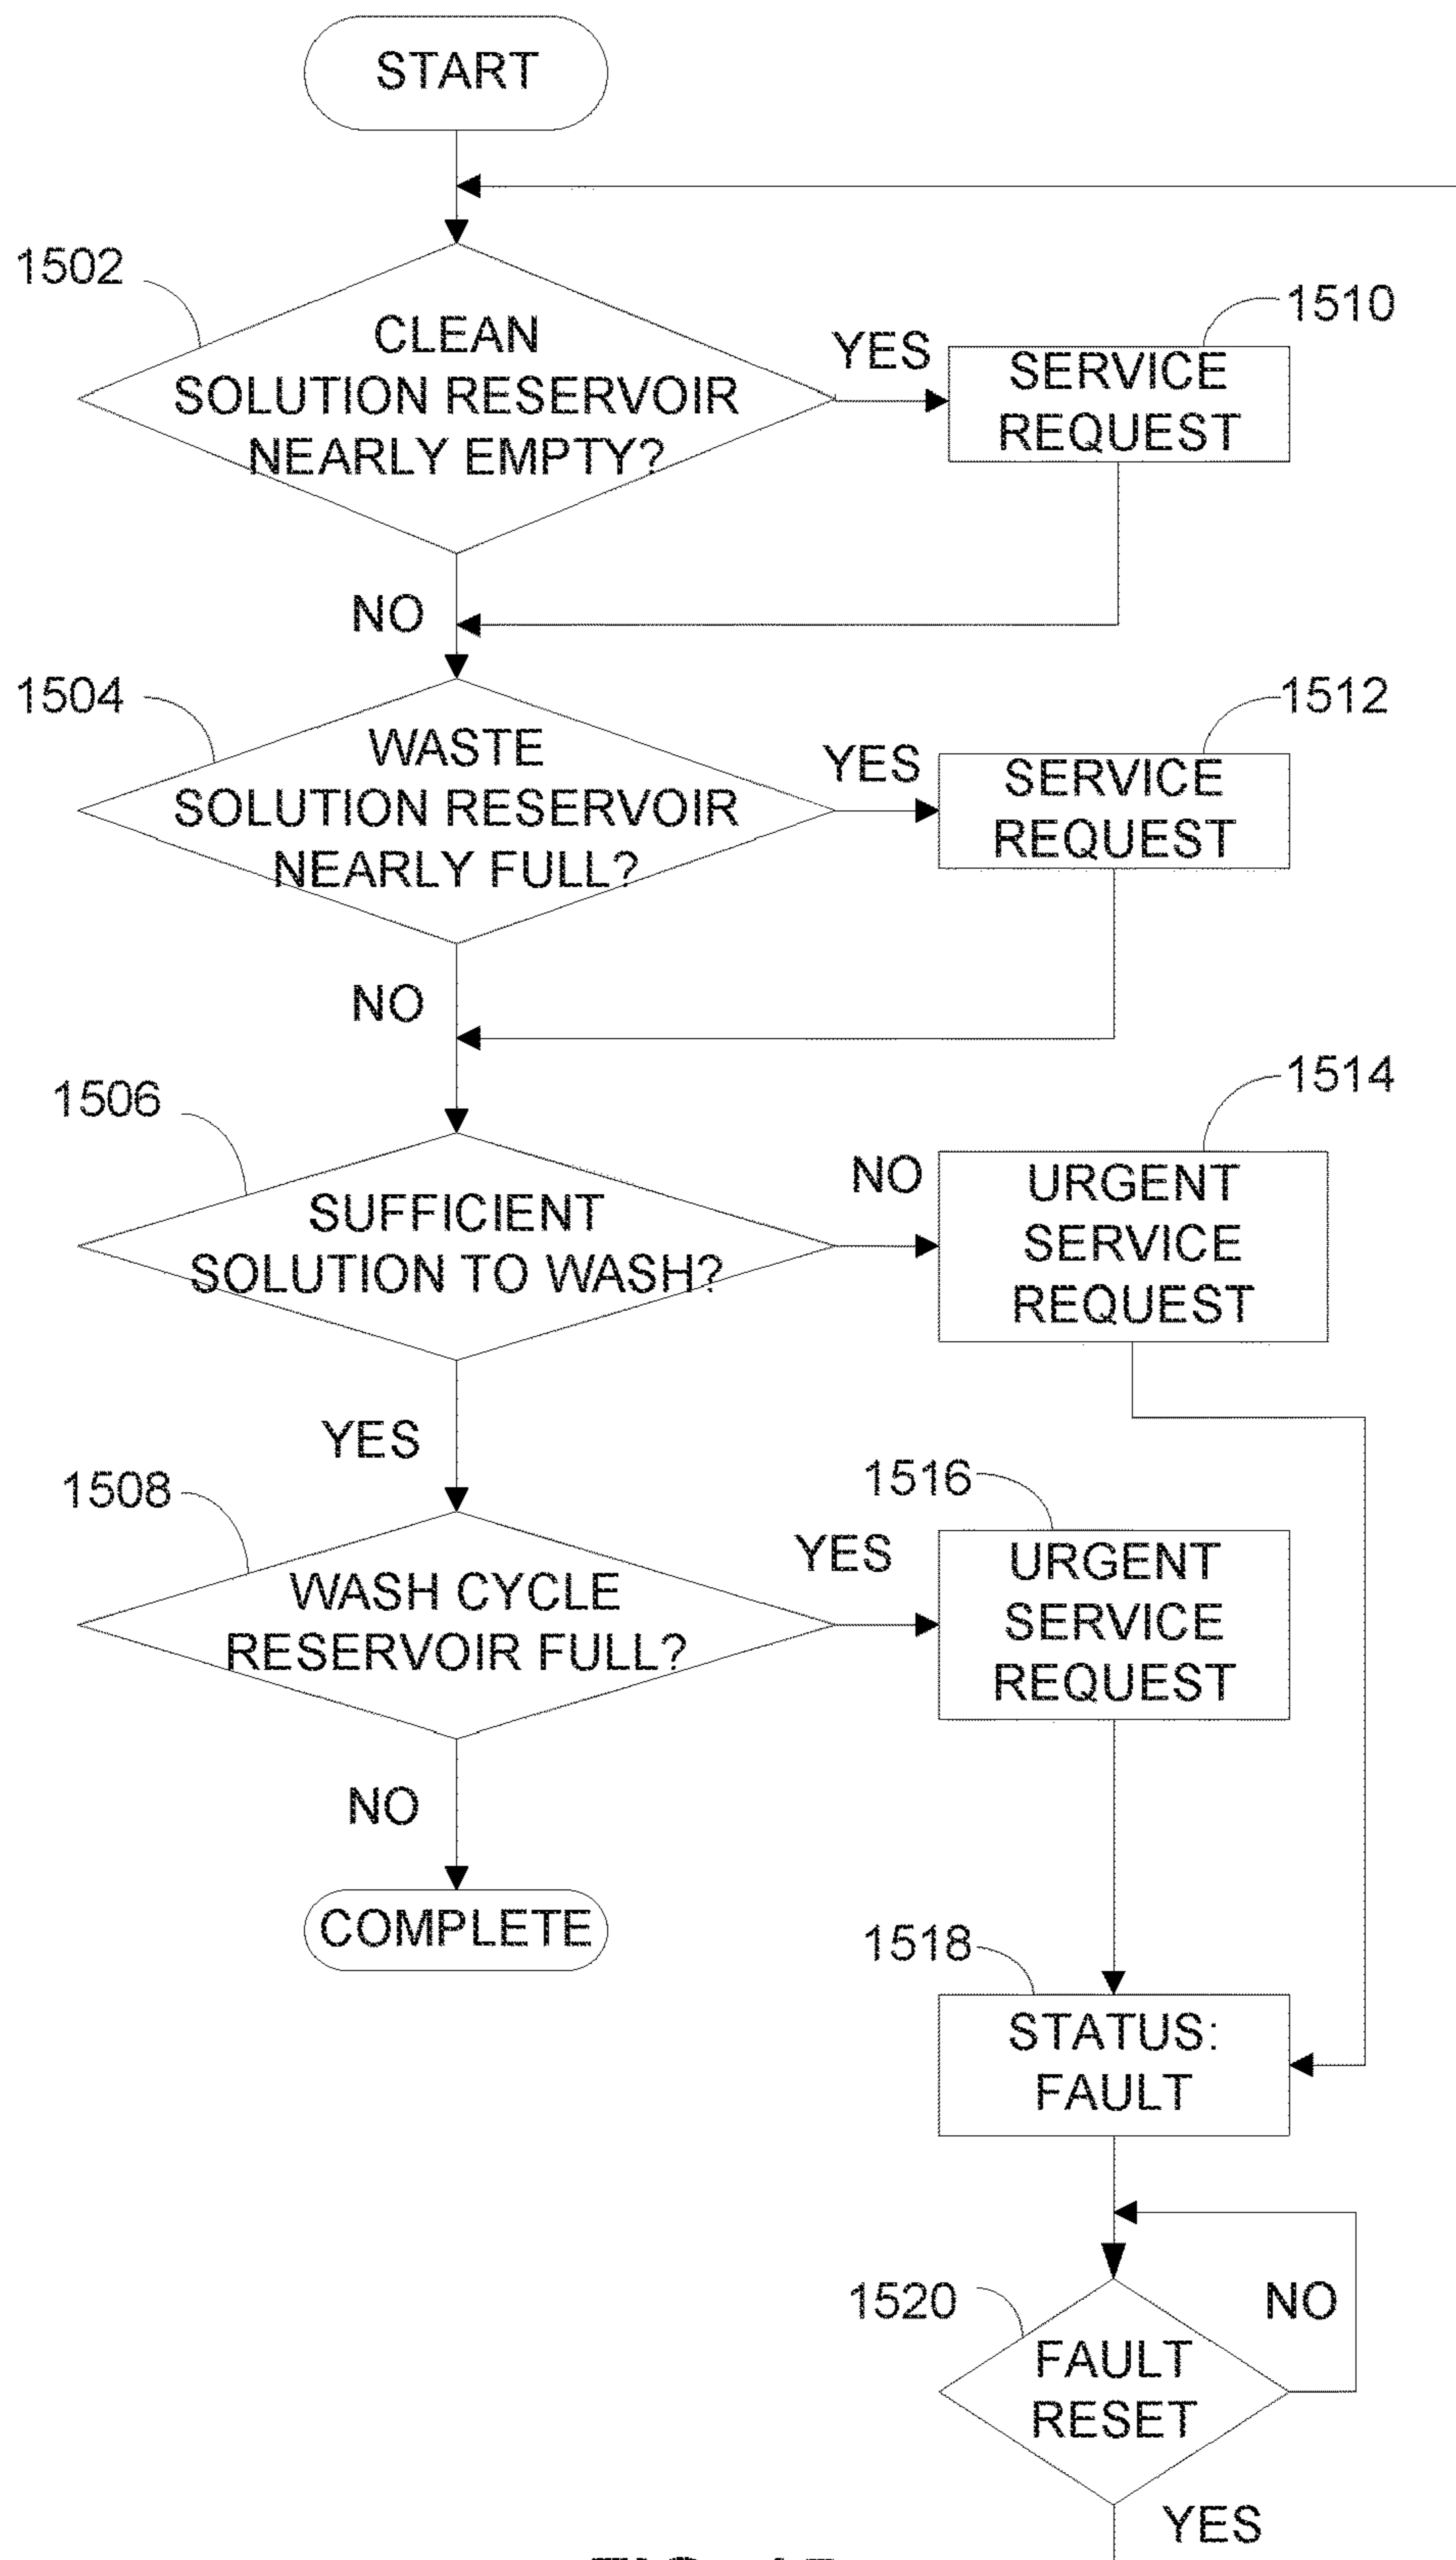 START
1502
CLEAN
SOLUTION RESERVOIR
NEARLY EMPTY?
YES
1510
SERVICE
REQUEST
NO
1504
WASTE
SOLUTION RESERVOIR
NEARLY FULL?
YES
1512
SERVICE
REQUEST
NO
1506
SUFFICIENT
SOLUTION TO WASH?
NO
1514
URGENT
SERVICE
REQUEST
YES
1508
WASH CYCLE
RESERVOIR FULL?
YES
1516
URGENT
SERVICE
REQUEST
NO
COMPLETE
1518
STATUS:
FAULT
1520
FAULT
RESET
NO
YES